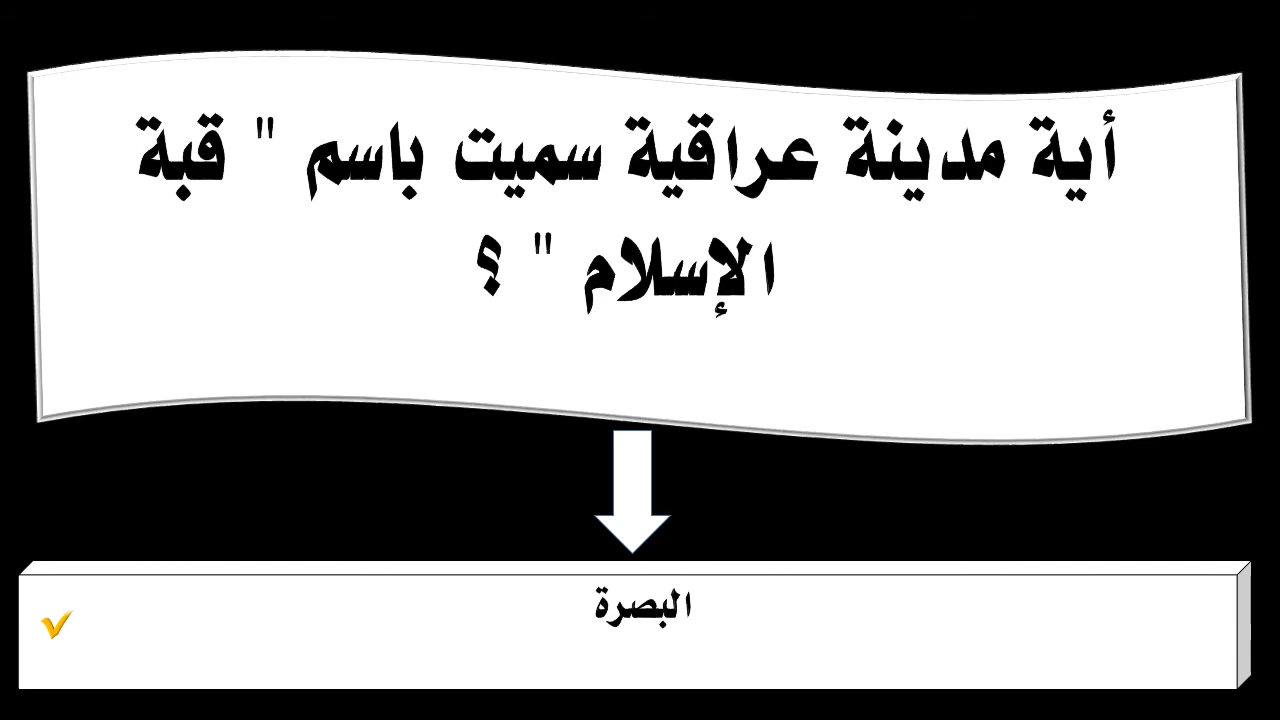 أية مدينة عراقية سميت باسم " قبة
الإسلام " ؟
البصرة